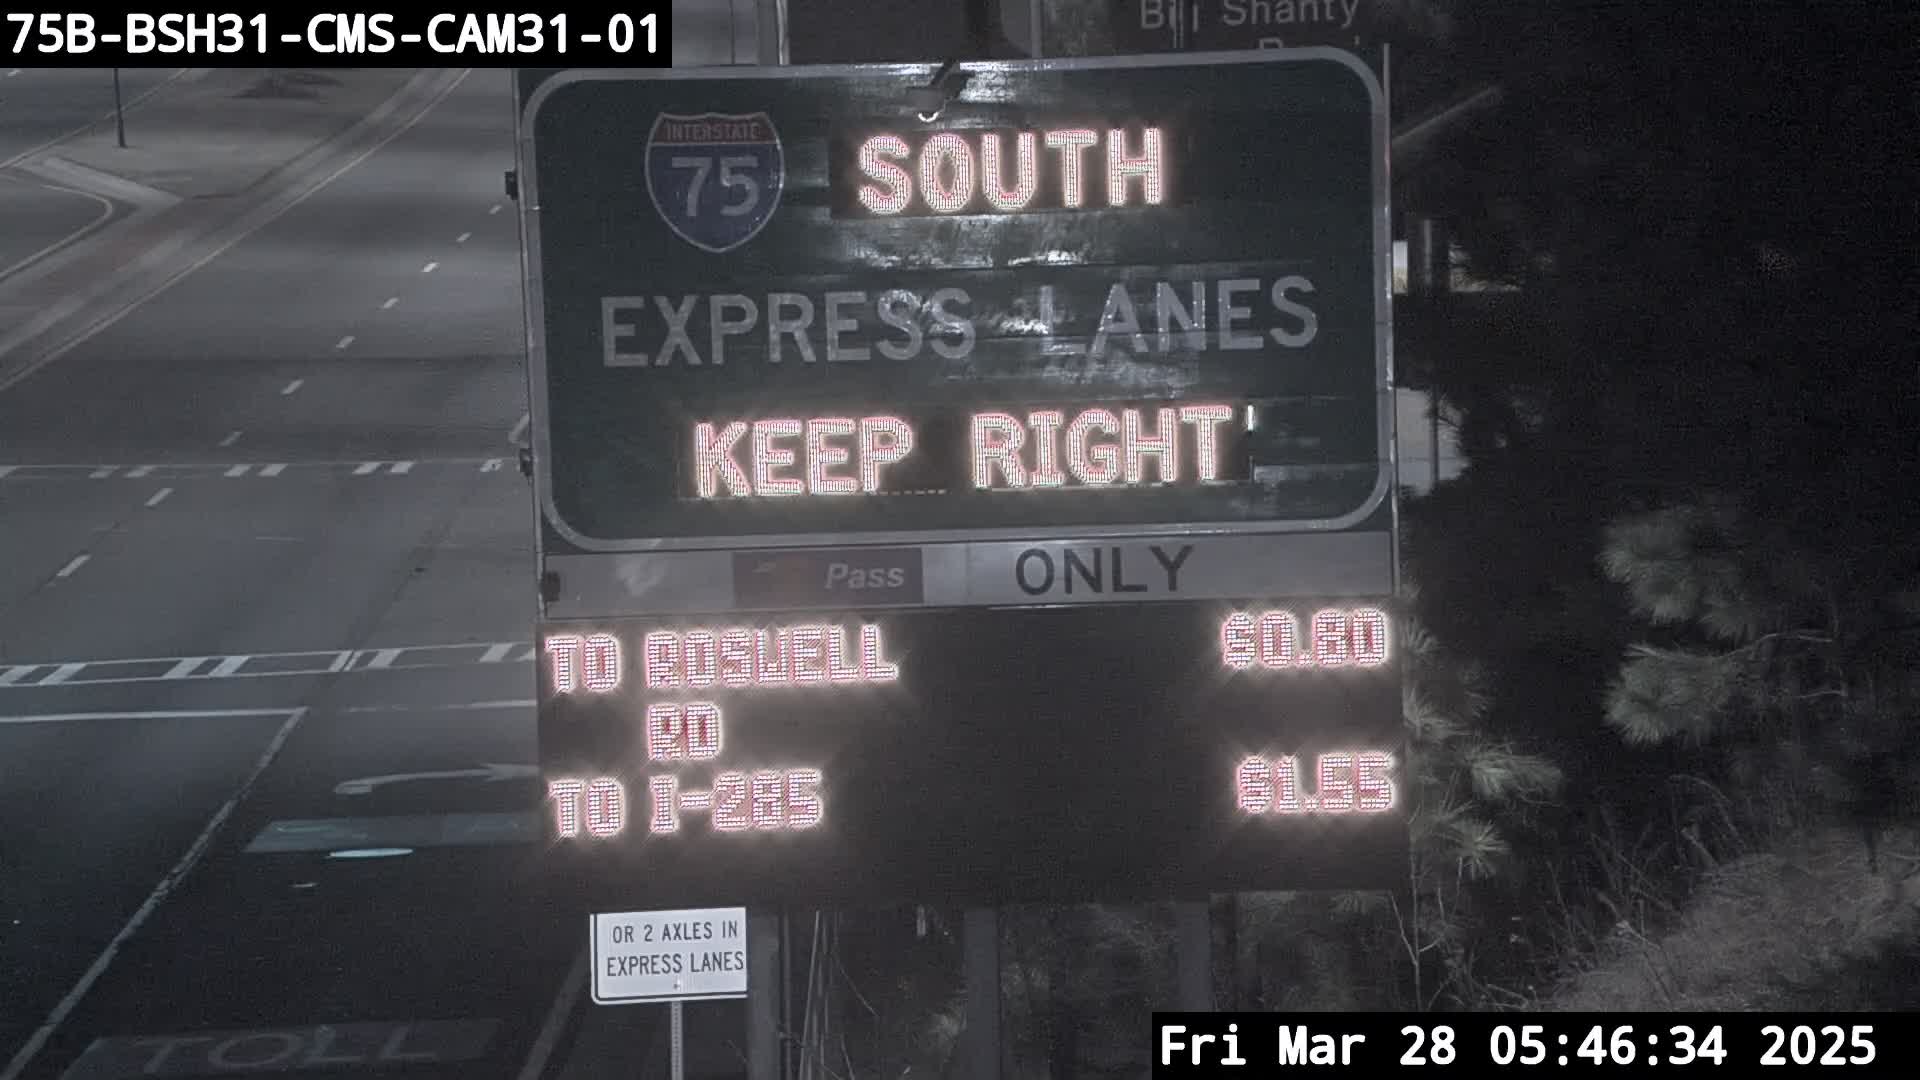 75B-BSH31-CMS-CAM31-01
Shanty
INTERSTATE
75
SOUTH
EXPRESS LANES
KEEP RIGHT
Pass ONLY
TO ROSWELL $0.80
RD
TO I-285 $1.55
OR 2 AXLES IN
EXPRESS LANES
TOLL
Fri Mar 28 05:46:34 2025